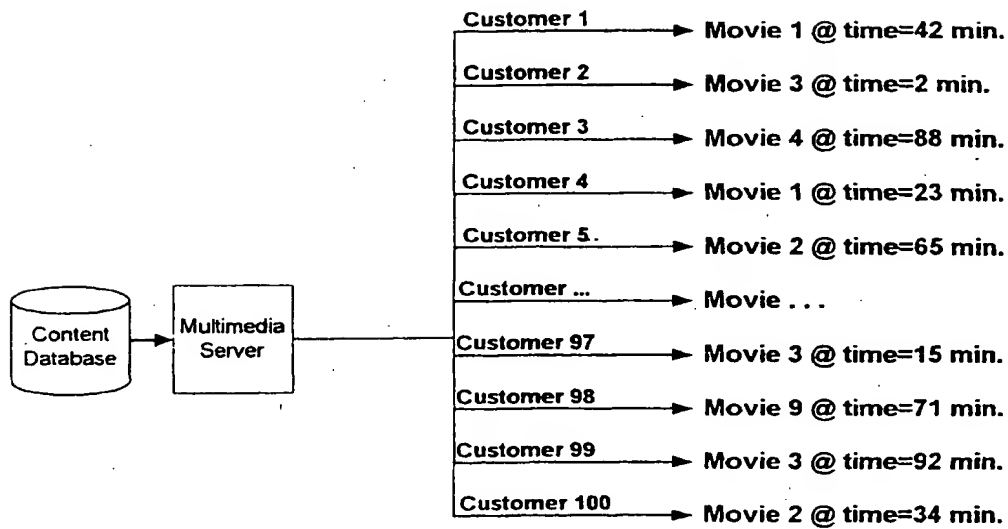 Customer 1
Movie 1 @ time=42 min.
Customer 2
Movie 3 @ time=2 min.
Customer 3
Movie 4 @ time=88 min.
Customer 4
Movie 1 @ time=23 min.
Customer 5
Movie 2 @ time=65 min.
Customer ...
Movie . . .
Content
Database
Multimedia
Server
Customer 97
Movie 3 @ time=15 min.
Customer 98
Movie 9 @ time=71 min.
Customer 99
Movie 3 @ time=92 min.
Customer 100
Movie 2 @ time=34 min.